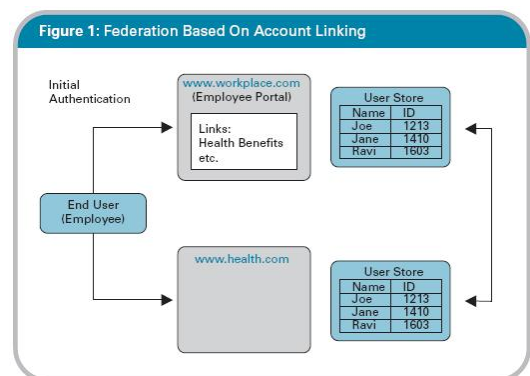 Figure 1: Federation Based On Account Linking
Initial
Authentication
www.workplace.com
(Employee Portal)
Links:
Health Benefits
etc.
User Store
Name ID
Joe 1213
Jane 1410
Ravi 1603
End User
(Employee)
www.health.com
User Store
Name ID
Joe 1213
Jane 1410
Ravi 1603